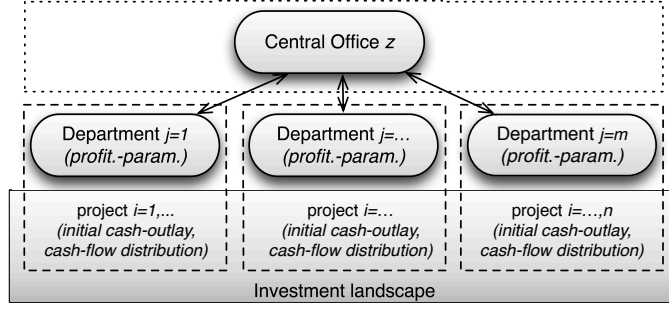 Central Office z
Department j=1 Department j=... Department j=m
(profit.-param.) (profit.-param.) (profit.-param.)
project i=1,... project i=... project i=...,n
(initial cash-outlay, (initial cash-outlay, (initial cash-outlay,
cash-flow distribution) cash-flow distribution) cash-flow distribution)
Investment landscape